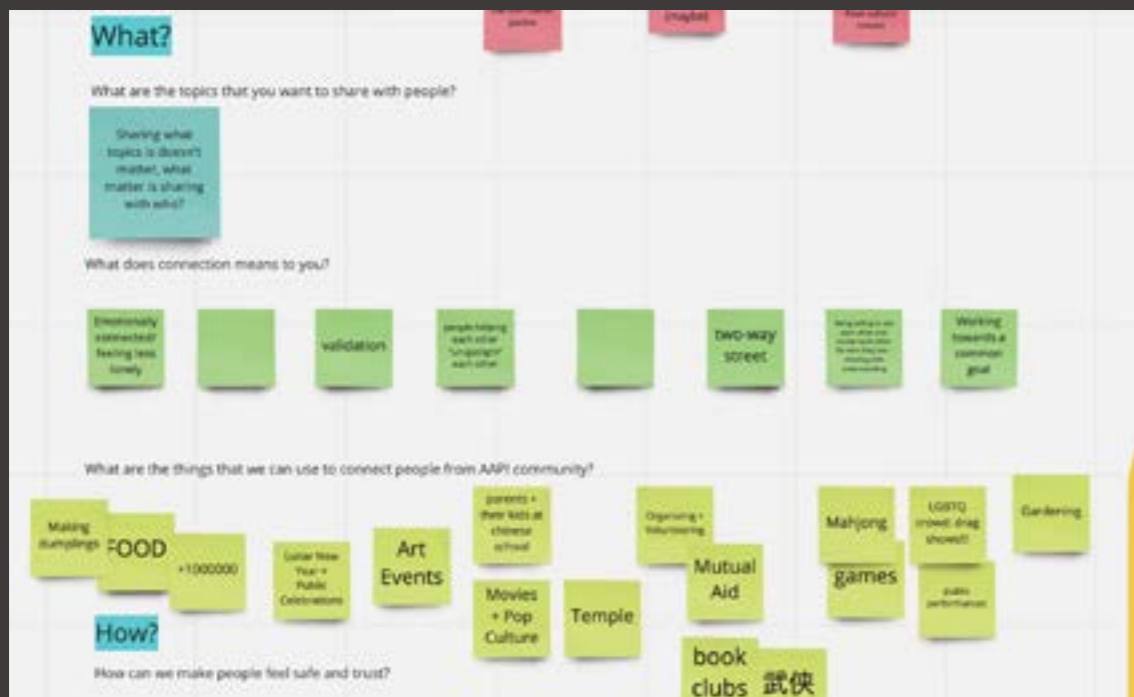 (maybe)
What?
What are the topics that you want to share with people?
Sharing what
topics is doesn't
matter, what
matter is sharing
with who?
What does connection means to you?
Emotionally
connected?
feeling less
lonely
validation
people helping
each other
each other
two-way
street
Working
towards a
common
goal
What are the things that we can use to connect people from AAPI community?
Making
dumplings
FOOD
+1000000
Lunar New
Year +
Public
Celebrations
Art
Events
parents +
their kids at
chinese
school
Movies
+ Pop
Culture
Temple
Organizing +
Volunteering
Mutual
Aid
book
clubs
武侠
Mahjong
games
LGBTQ
crowd: drag
shows!!
public
performances
Gardening
How?
How can we make people feel safe and trust?